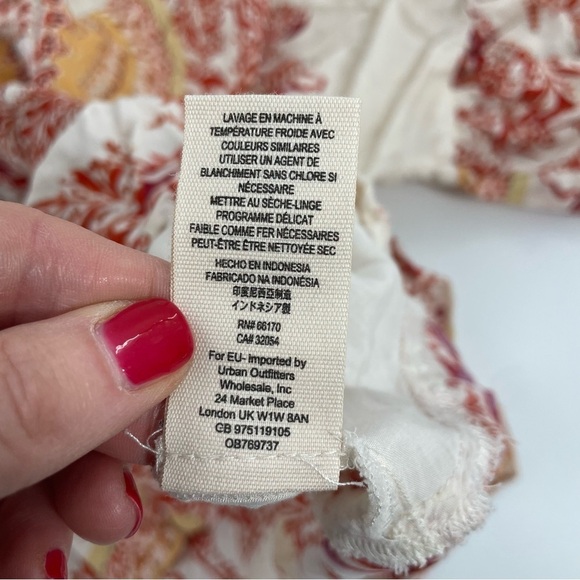 LAVAGE EN MACHINE À
TEMPÉRATURE FROIDE AVEC
COULEURS SIMILAIRES
UTILISER UN AGENT DE
BLANCHIMENT SANS CHLORE SI
NÉCESSAIRE
METTRE AU SÈCHE-LINGE
PROGRAMME DÉLICAT
FAIBLE COMME FER NÉCESSAIRES
PEUT-ÊTRE ÊTRE NETTOYÉE SEC
HECHO EN INDONESIA
FABRICADO NA INDONÉSIA
印度尼西亞制造
インドネシア製
RN# 66170
CA# 32054
For EU- Imported by
Urban Outfitters
Wholesale, Inc
24 Market Place
London UK W1W 8AN
GB 975119105
OB769737